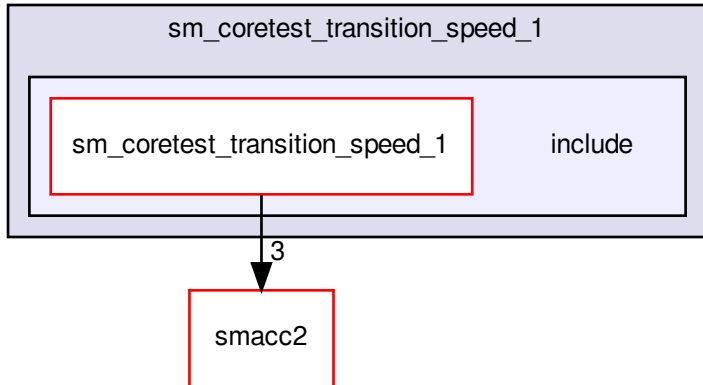 sm_coretest_transition_speed_1
sm_coretest_transition_speed_1 include
3
smacc2